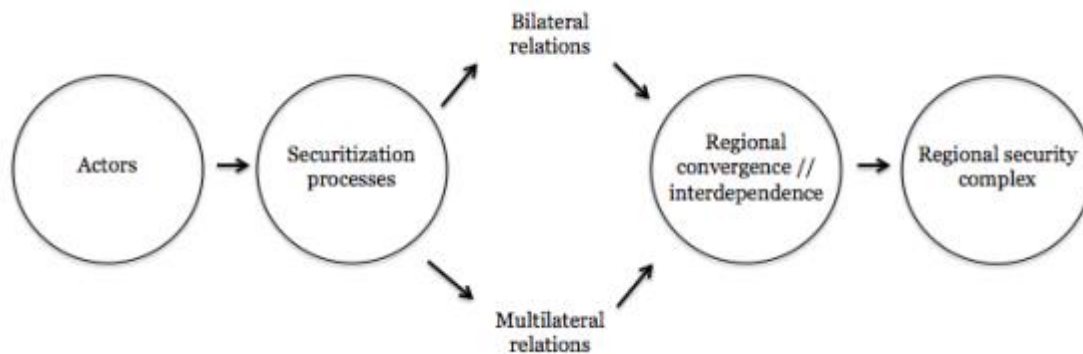 Bilateral
relations
Actors
Securitization
processes
Regional
convergence //
interdependence
Regional security
complex
Multilateral
relations